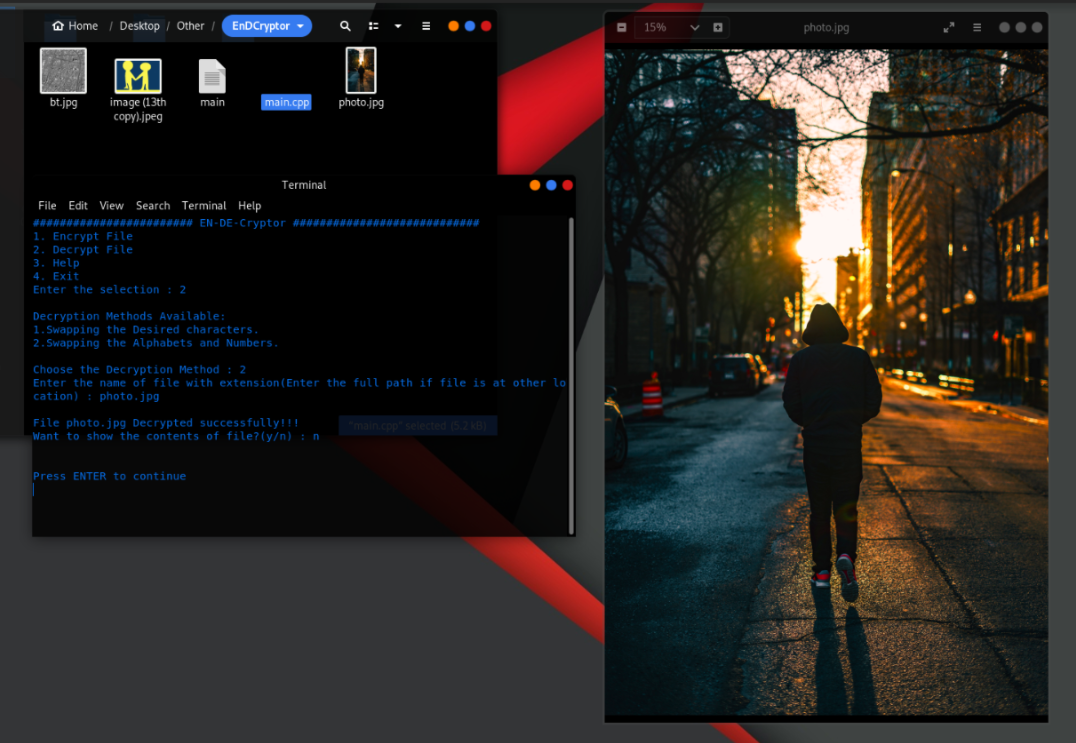 Home / Desktop / Other / EnDCryptor
bt.jpg
image (13th copy).jpeg
main
main.cpp
photo.jpg
Terminal
File Edit View Search Terminal Help
######################## EN-DE-Cryptor ############################
1. Encrypt File
2. Decrypt File
3. Help
4. Exit
Enter the selection : 2
Decryption Methods Available:
1.Swapping the Desired characters.
2.Swapping the Alphabets and Numbers.
Choose the Decryption Method : 2
Enter the name of file with extension(Enter the full path if file is at other lo
cation) : photo.jpg
File photo.jpg Decrypted successfully!!!
"main.cpp" selected (5.2 kB)
Want to show the contents of file?(y/n) : n
Press ENTER to continue
15%
photo.jpg